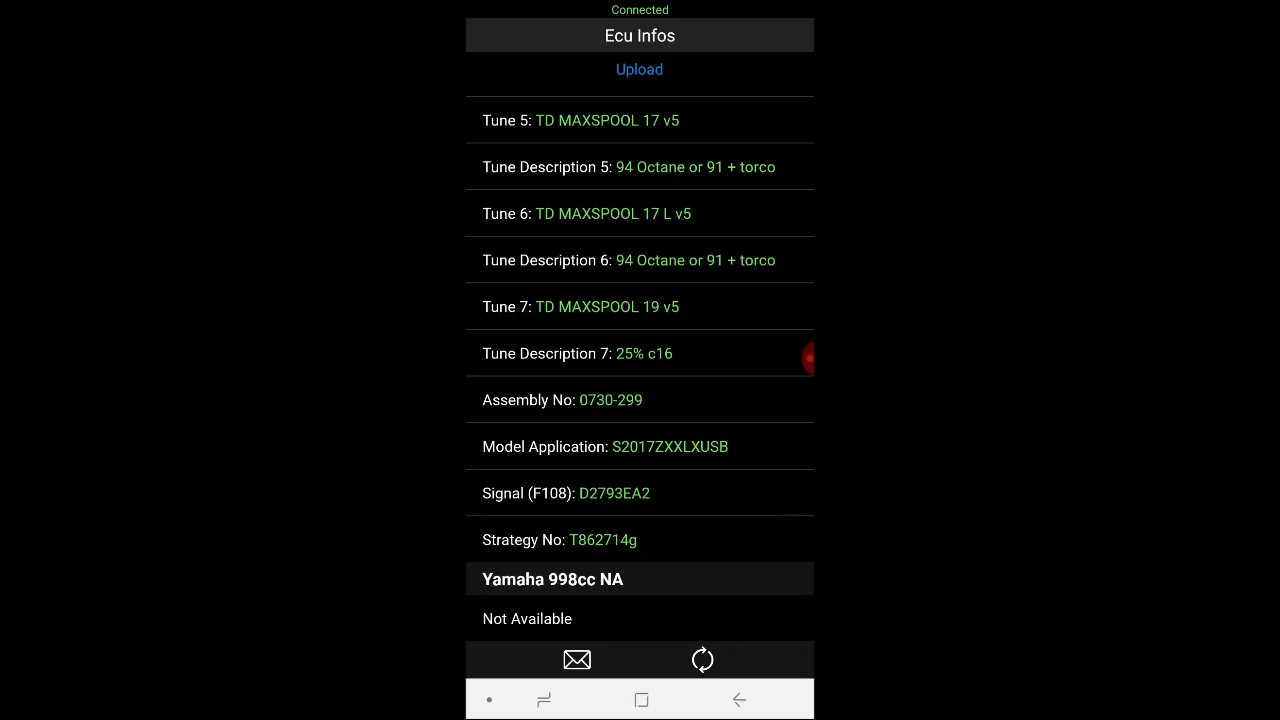 Connected
Ecu Infos
Upload
Tune 5: TD MAXSPOOL 17 v5
Tune Description 5: 94 Octane or 91 + torco
Tune 6: TD MAXSPOOL 17 L v5
Tune Description 6: 94 Octane or 91 + torco
Tune 7: TD MAXSPOOL 19 v5
Tune Description 7: 25% c16
Assembly No: 0730-299
Model Application: S2017ZXXLXUSB
Signal (F108): D2793EA2
Strategy No: T862714g
Yamaha 998cc NA
Not Available